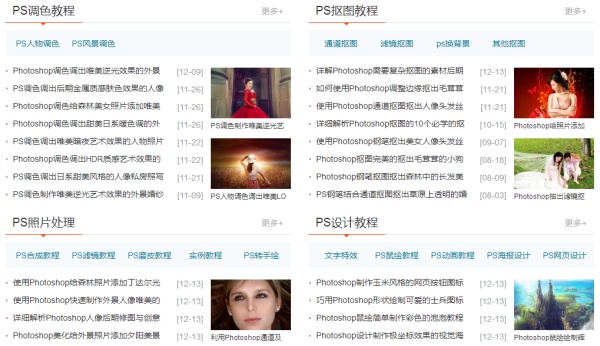 PS调色教程
更多+
PS人物调色 PS风景调色
Photoshop调色调出唯美逆光效果的外景 [12-09]
PS调色调出后期金属质感肤色效果的人像 [11-26]
Photoshop调色给森林美女照片添加唯美 [11-26]
Photoshop调色调出甜美日系暖色调的外 [11-26]
PS调色调出唯美暗夜艺术效果的人物照片 [11-22]
Photoshop调色调出HDR质感艺术效果的 [11-22]
PS调色调出日系甜美风格的人像私房照写 [11-21]
PS调色制作唯美逆光艺术效果的外景婚纱 [11-09]
PS调色制作唯美逆光艺
PS人物调色调出唯美LO
PS抠图教程
更多+
通道抠图 滤镜抠图 ps换背景 其他抠图
详解Photoshop需要复杂抠图的素材后期 [12-13]
如何使用Photoshop调整边缘抠出毛茸茸 [11-21]
使用Photoshop通道抠图抠出人像头发丝 [11-21]
详细解析Photoshop抠图的10个必学的抠 [10-15]
使用Photoshop钢笔抠出美女人像头发丝 [09-07]
Photoshop抠图完美的抠出毛茸茸的小狗 [08-18]
Photoshop钢笔抠图抠出森林中的长发美 [08-09]
PS钢笔结合通道抠图抠出草原上透明的婚 [08-03]
Photoshop给照片添加
Photoshop抽出滤镜抠
PS照片处理
更多+
PS合成教程 PS滤镜教程 PS磨皮教程 实例教程 PS转手绘
使用Photoshop给森林照片添加丁达尔光 [12-13]
使用Photoshop快速制作外景人像唯美的 [12-13]
详细解析Photoshop人像后期修图与创意 [12-13]
Photoshop美化给外景照片添加夕阳美景 [12-13]
利用Photoshop通道及
PS设计教程
更多+
文字特效 PS鼠绘教程 PS动画教程 PS海报设计 PS网页设计
Photoshop制作玉米风格的网页按钮图标 [12-13]
巧用Photoshop形状绘制可爱的士兵图标 [12-13]
Photoshop鼠绘简单制作彩色的泡泡教程 [12-13]
Photoshop设计制作极坐标效果的视觉海 [12-13]
Photoshop鼠绘绘制辉